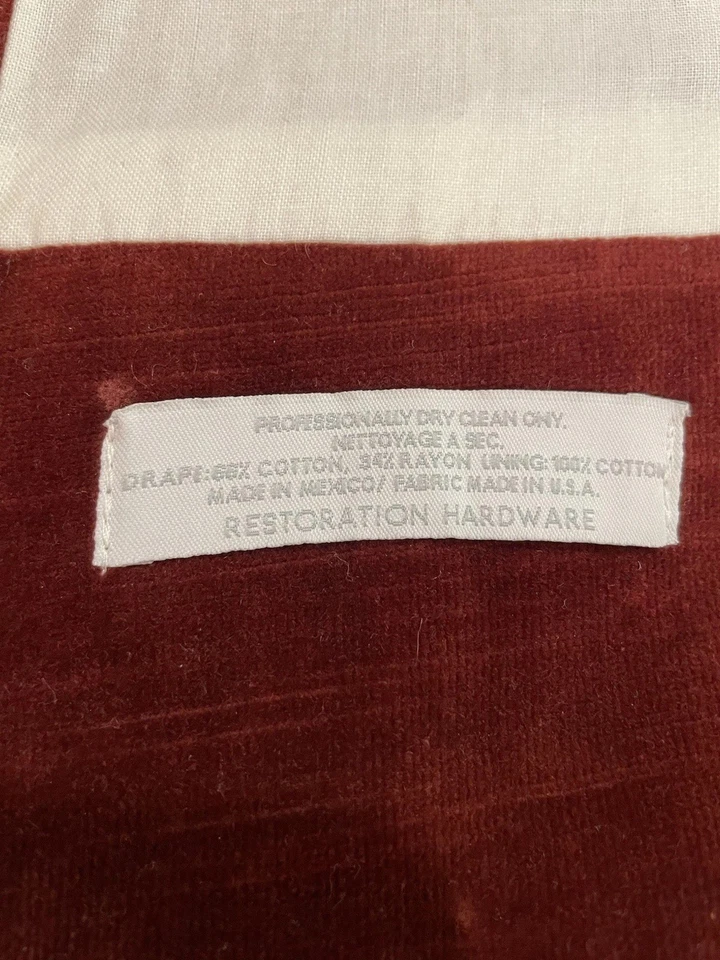 PROFESSIONALLY DRY CLEAN ONY.
NETTOYAGE A SEC.
DRAPE: 66% COTTON, 34% RAYON LINING: 100% COTTON
MADE IN MEXICO/ FABRIC MADE IN U.S.A.
RESTORATION HARDWARE